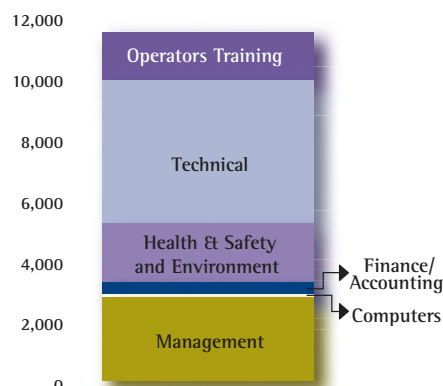 12,000
10,000
8,000
6,000
4,000
2,000
0
Operators Training
Technical
Health & Safety
and Environment
Management
Finance/
Accounting
Computers